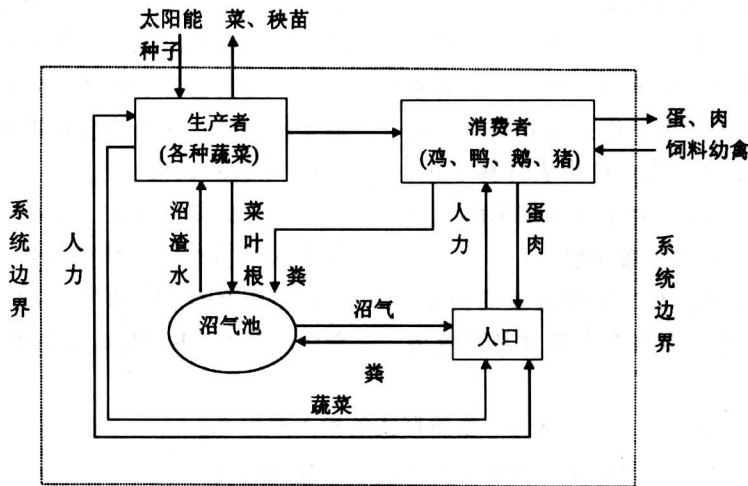 太阳能 菜、秧苗
种子
生产者
(各种蔬菜)
消费者
(鸡、鸭、鹅、猪)
蛋、肉
饲料幼禽
系统边界
人力
沼渣水
菜叶根
粪
人力
蛋肉
系统边界
沼气池
沼气
人口
粪
蔬菜